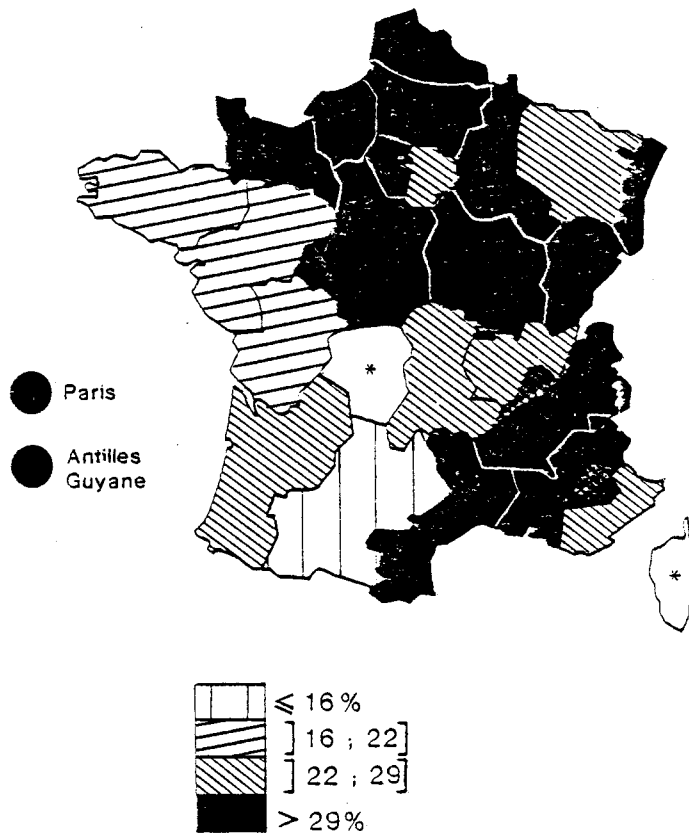 *
Paris
Antilles
Guyane
*
⩽ 16%
]16 ; 22]
]22 ; 29]
> 29%